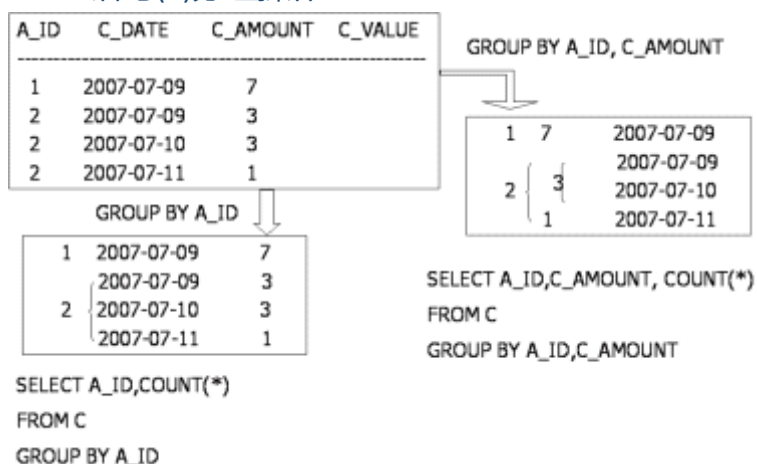 A_ID C_DATE C_AMOUNT C_VALUE
1 2007-07-09 7
2 2007-07-09 3
2 2007-07-10 3
2 2007-07-11 1
GROUP BY A_ID, C_AMOUNT
1 7 2007-07-09
2007-07-09
2 3 2007-07-10
1 2007-07-11
GROUP BY A_ID
1 2007-07-09 7
2007-07-09 3
2 2007-07-10 3
2007-07-11 1
SELECT A_ID,C_AMOUNT, COUNT(*)
FROM C
GROUP BY A_ID,C_AMOUNT
SELECT A_ID,COUNT(*)
FROM C
GROUP BY A_ID